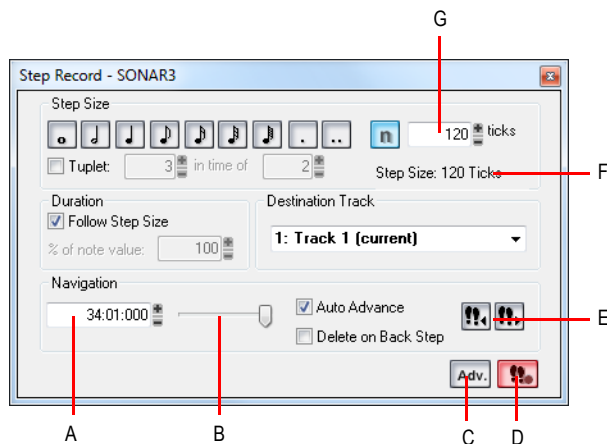 G
Step Record - SONAR3
Step Size
n 120 ticks
Tuplet: 3 in time of 2 Step Size: 120 Ticks F
Duration Destination Track
Follow Step Size
1: Track 1 (current)
% of note value: 100
Navigation
34:01:000 Auto Advance E
Delete on Back Step
Adv.
A B C D